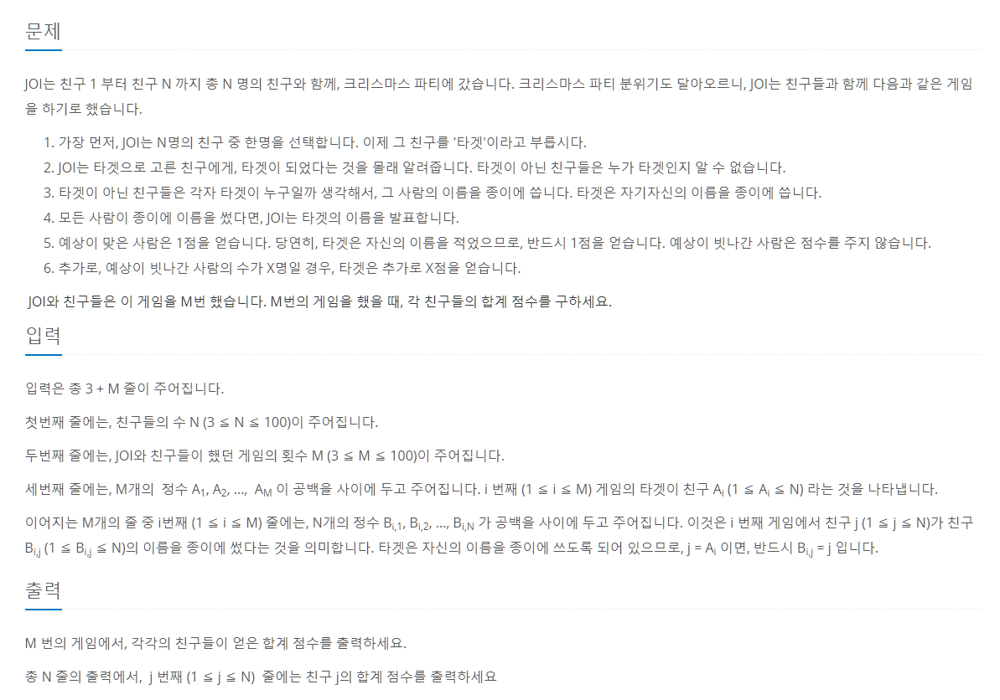 문제
JOI는 친구 1 부터 친구 N 까지 총 N 명의 친구와 함께, 크리스마스 파티에 갔습니다. 크리스마스 파티 분위기도 달아오르니, JOI는 친구들과 함께 다음과 같은 게임
을 하기로 했습니다.
1. 가장 먼저, JOI는 N명의 친구 중 한명을 선택합니다. 이제 그 친구를 '타겟'이라고 부릅시다.
2. JOI는 타겟으로 고른 친구에게, 타겟이 되었다는 것을 몰래 알려줍니다. 타겟이 아닌 친구들은 누가 타겟인지 알 수 없습니다.
3. 타겟이 아닌 친구들은 각자 타겟이 누구일까 생각해서, 그 사람의 이름을 종이에 씁니다. 타겟은 자기자신의 이름을 종이에 씁니다.
4. 모든 사람이 종이에 이름을 썼다면, JOI는 타겟의 이름을 발표합니다.
5. 예상이 맞은 사람은 1점을 얻습니다. 당연히, 타겟은 자신의 이름을 적었으므로, 반드시 1점을 얻습니다. 예상이 빗나간 사람은 점수를 주지 않습니다.
6. 추가로, 예상이 빗나간 사람의 수가 X명일 경우, 타겟은 추가로 X점을 얻습니다.
JOI와 친구들은 이 게임을 M번 했습니다. M번의 게임을 했을 때, 각 친구들의 합계 점수를 구하세요.
입력
입력은 총 3 + M 줄이 주어집니다.
첫번째 줄에는, 친구들의 수 N (3 ≦ N ≦ 100)이 주어집니다.
두번째 줄에는, JOI와 친구들이 했던 게임의 횟수 M (3 ≦ M ≦ 100)이 주어집니다.
세번째 줄에는, M개의 정수 A₁, A₂, ..., A_M 이 공백을 사이에 두고 주어집니다. i 번째 (1 ≦ i ≦ M) 게임의 타겟이 친구 A_i (1 ≦ A_i ≦ N) 라는 것을 나타냅니다.
이어지는 M개의 줄 중 i번째 (1 ≦ i ≦ M) 줄에는, N개의 정수 B_i,1, B_i,2, ..., B_i,N 가 공백을 사이에 두고 주어집니다. 이것은 i 번째 게임에서 친구 j (1 ≦ j ≦ N)가 친구
B_i,j (1 ≦ B_i,j ≦ N)의 이름을 종이에 썼다는 것을 의미합니다. 타겟은 자신의 이름을 종이에 쓰도록 되어 있으므로, j = A_i 이면, 반드시 B_i,j = j 입니다.
출력
M 번의 게임에서, 각각의 친구들이 얻은 합계 점수를 출력하세요.
총 N 줄의 출력에서, j 번째 (1 ≦ j ≦ N) 줄에는 친구 j의 합계 점수를 출력하세요